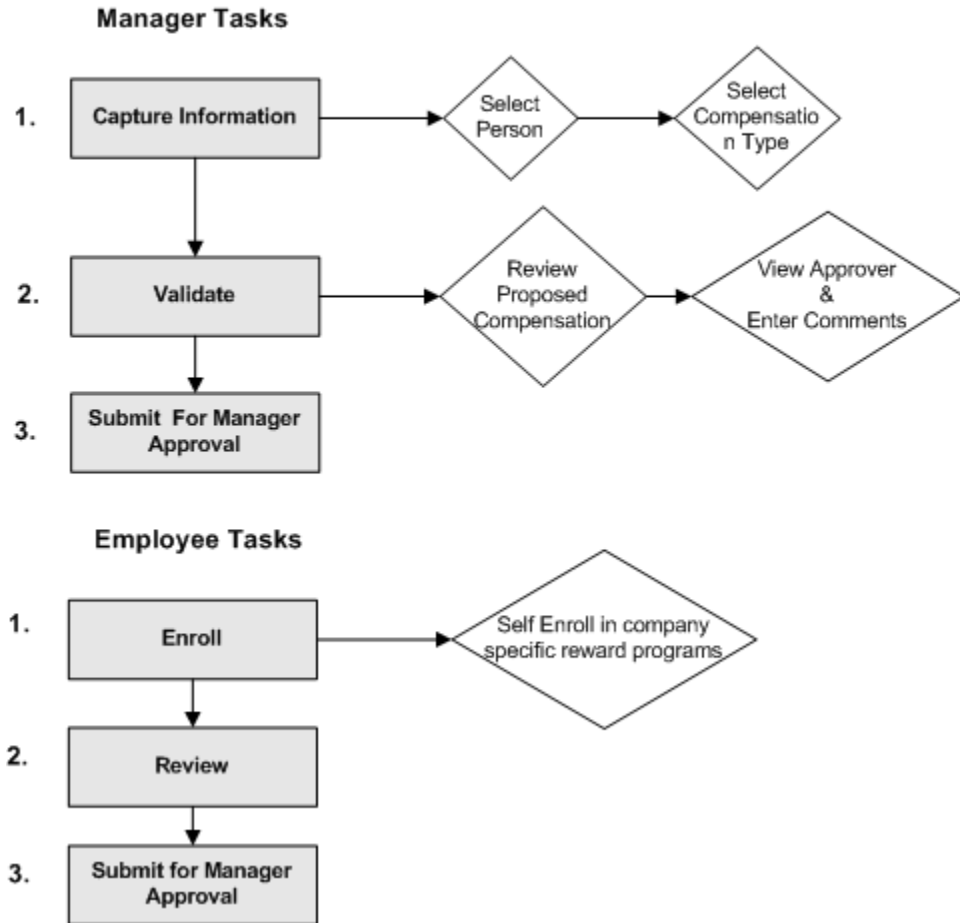 Manager Tasks
1.
Capture Information
Select
Person
Select
Compensatio
n Type
2.
Validate
Review
Proposed
Compensation
View Approver
&
Enter Comments
3.
Submit For Manager
Approval
Employee Tasks
1.
Enroll
Self Enroll in company
specific reward programs
2.
Review
3.
Submit for Manager
Approval